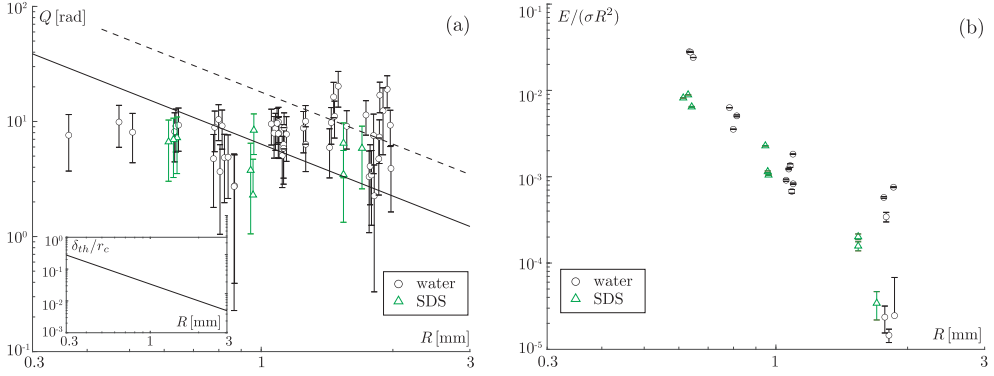 Q [rad]
(a)
10^2
10^1
10^0
10^-1
δ_th/r_c
10^0
10^-1
10^-2
10^-3
0.3
1
R [mm]
3
water
SDS
0.3
1
R [mm]
3
E/(σR^2)
(b)
10^-1
10^-2
10^-3
10^-4
10^-5
water
SDS
0.3
1
R [mm]
3